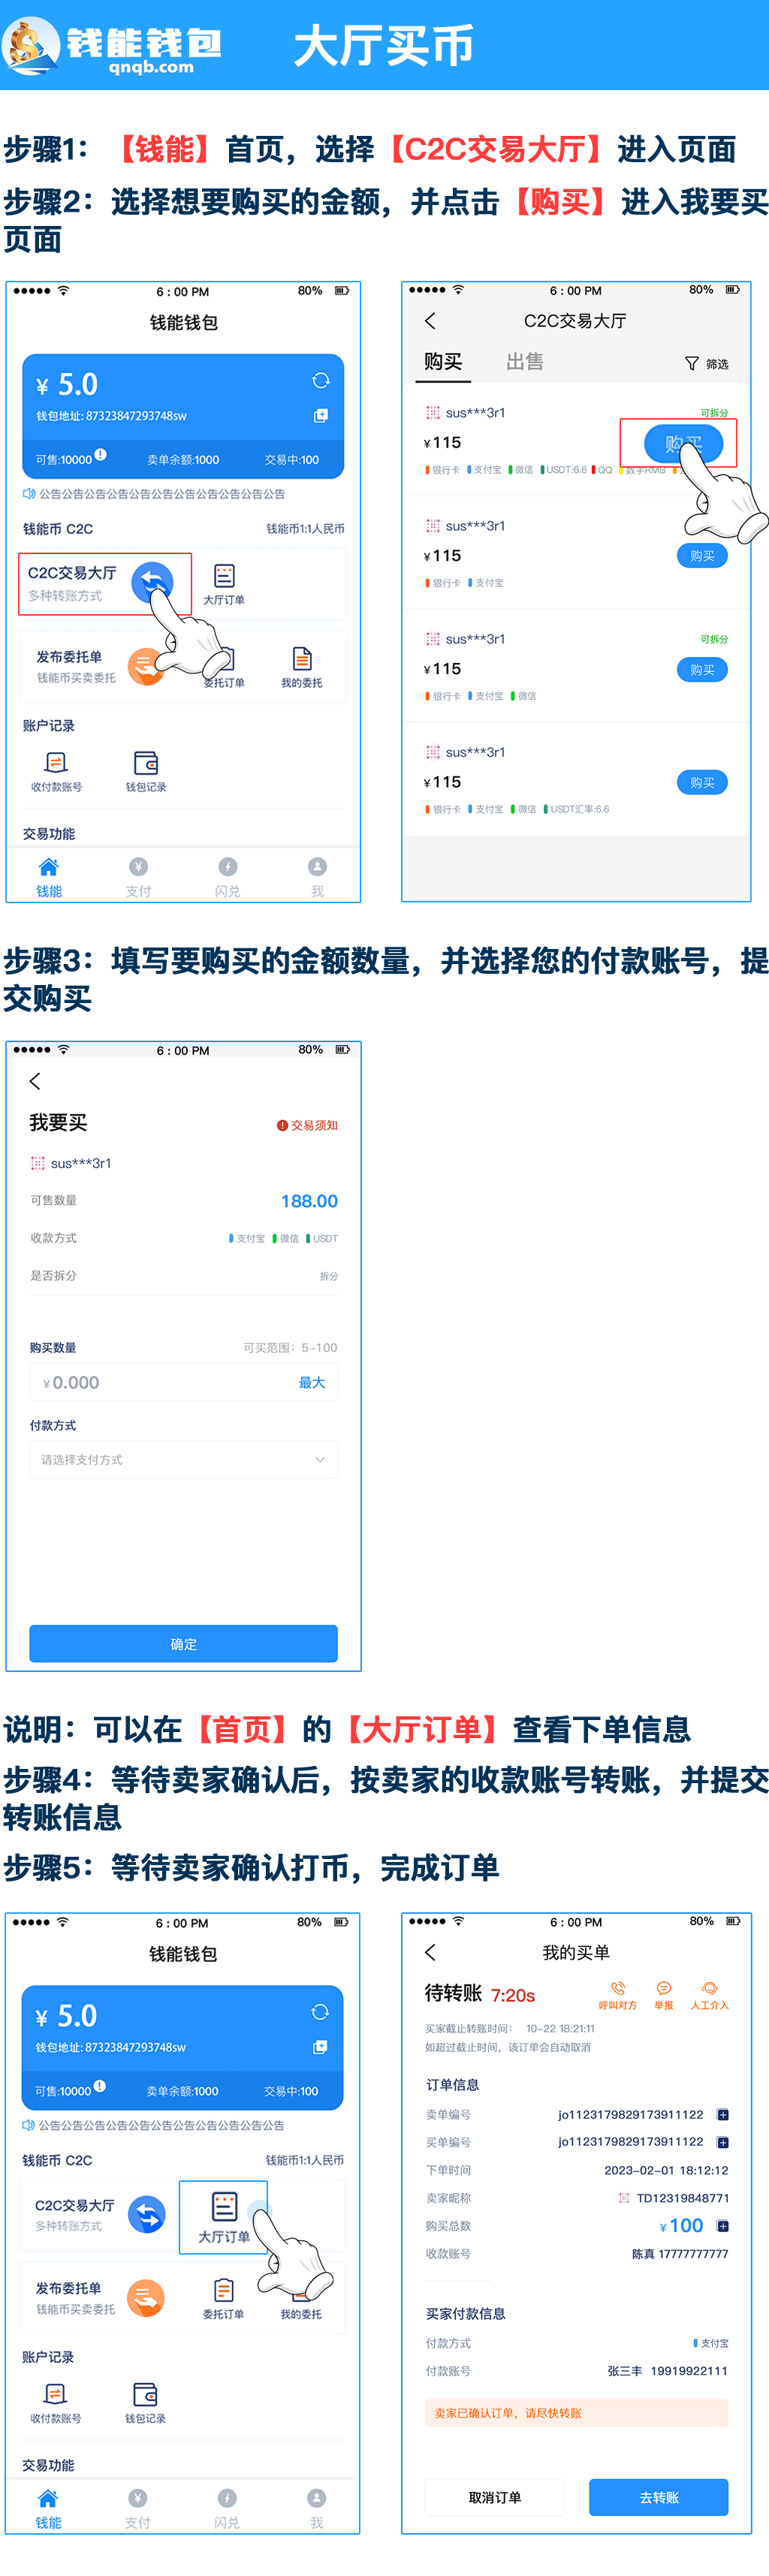 钱能钱包
qnqb.com
大厅买币
步骤1：【钱能】首页，选择【C2C交易大厅】进入页面
步骤2：选择想要购买的金额，并点击【购买】进入我要买
页面
6：00 PM 80%
钱能钱包
¥ 5.0
钱包地址: 87323847293748sw
可售:10000 卖单余额:1000 交易中:100
公告公告公告公告公告公告公告公告公告公告公告
钱能币 C2C 钱能币1:1人民币
C2C交易大厅
多种转账方式
大厅订单
发布委托单
钱能币买卖委托
委托订单 我的委托
账户记录
收付款账号 钱包记录
交易功能
钱能 支付 闪兑 我
6：00 PM 80%
C2C交易大厅
购买 出售 筛选
sus***3r1 可拆分
¥115 购买
银行卡 支付宝 微信 USDT:6.6 QQ 数字RMB
sus***3r1
¥115 购买
银行卡 支付宝
sus***3r1 可拆分
¥115 购买
银行卡 支付宝 微信
sus***3r1
¥115 购买
银行卡 支付宝 微信 USDT汇率:6.6
步骤3：填写要购买的金额数量，并选择您的付款账号，提
交购买
6：00 PM 80%
我要买 交易须知
sus***3r1
可售数量 188.00
收款方式 支付宝 微信 USDT
是否拆分 拆分
购买数量 可买范围：5-100
¥0.000 最大
付款方式
请选择支付方式
确定
说明：可以在【首页】的【大厅订单】查看下单信息
步骤4：等待卖家确认后，按卖家的收款账号转账，并提交
转账信息
步骤5：等待卖家确认打币，完成订单
6：00 PM 80%
钱能钱包
¥ 5.0
钱包地址: 87323847293748sw
可售:10000 卖单余额:1000 交易中:100
公告公告公告公告公告公告公告公告公告公告公告
钱能币 C2C 钱能币1:1人民币
C2C交易大厅
多种转账方式
大厅订单
发布委托单
钱能币买卖委托
委托订单 我的委托
账户记录
收付款账号 钱包记录
交易功能
钱能 支付 闪兑 我
6：00 PM 80%
我的买单
待转账 7:20s
呼叫对方 举报 人工介入
买家截止转账时间： 10-22 18:21:11
如超过截止时间，该订单会自动取消
订单信息
卖单编号 jo1123179829173911122
买单编号 jo1123179829173911122
下单时间 2023-02-01 18:12:12
卖家昵称 TD12319848771
购买总数 ¥100
收款账号 陈真 17777777777
买家付款信息
付款方式 支付宝
付款账号 张三丰 19919922111
卖家已确认订单，请尽快转账
取消订单 去转账